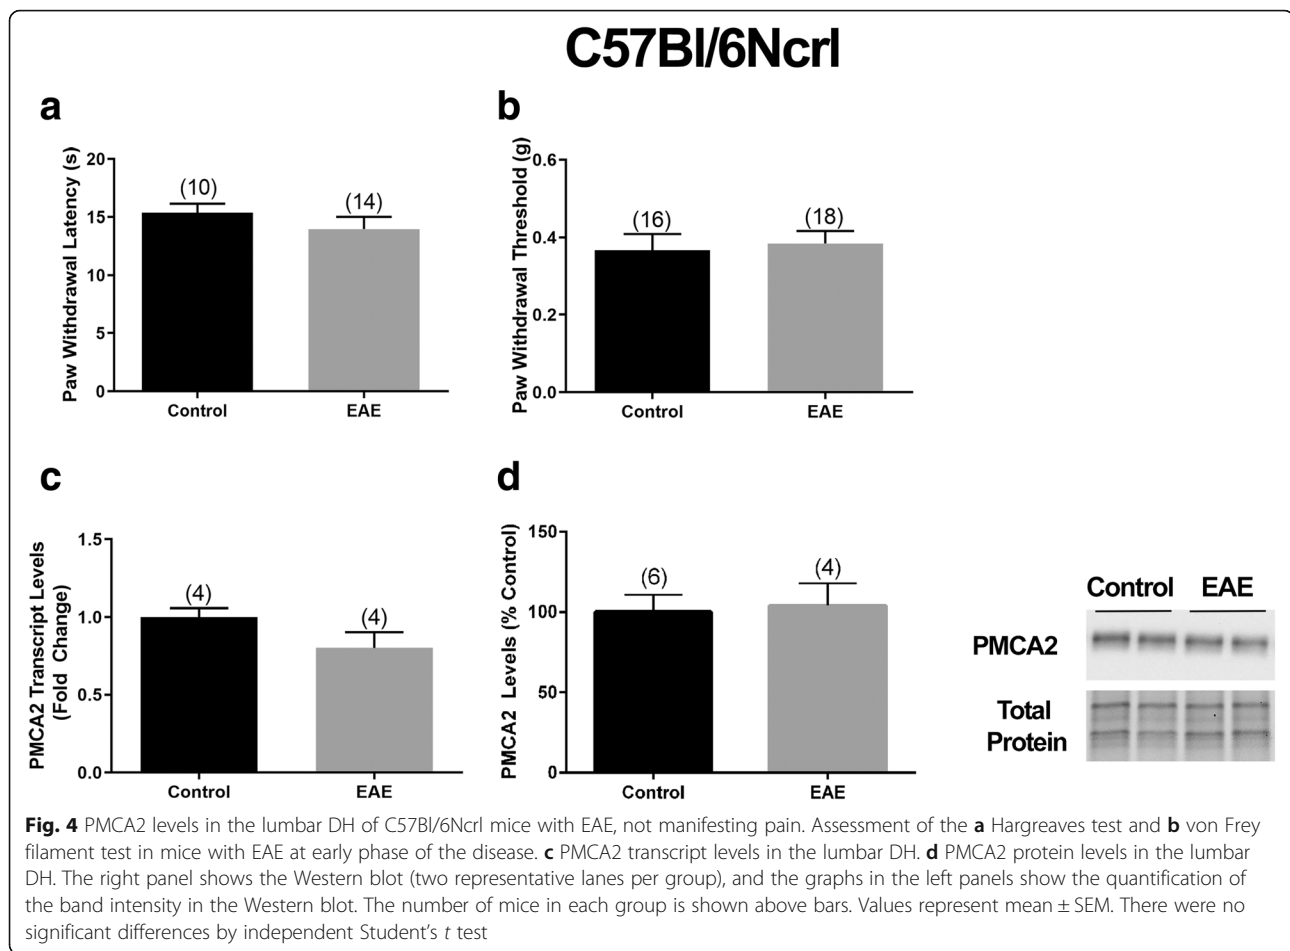 C57Bl/6Ncrl
a
Paw Withdrawal Latency (s)
20
15
10
5
0
(10)
(14)
Control
EAE
b
Paw Withdrawal Threshold (g)
0.6
0.4
0.2
0.0
(16)
(18)
Control
EAE
c
PMCA2 Transcript Levels
(Fold Change)
1.5
1.0
0.5
0.0
(4)
(4)
Control
EAE
d
PMCA2 Levels (% Control)
150
100
50
0
(6)
(4)
Control
EAE
Control EAE
PMCA2
Total
Protein
Fig. 4 PMCA2 levels in the lumbar DH of C57Bl/6Ncrl mice with EAE, not manifesting pain. Assessment of the a Hargreaves test and b von Frey
filament test in mice with EAE at early phase of the disease. c PMCA2 transcript levels in the lumbar DH. d PMCA2 protein levels in the lumbar
DH. The right panel shows the Western blot (two representative lanes per group), and the graphs in the left panels show the quantification of
the band intensity in the Western blot. The number of mice in each group is shown above bars. Values represent mean ± SEM. There were no
significant differences by independent Student's t test